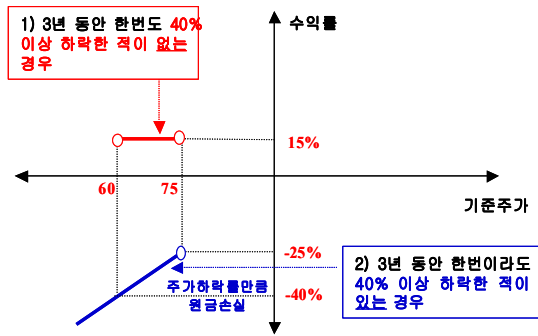 1) 3년 동안 한번도 40%
이상 하락한 적이 없는
경우
수익률
15%
60
75
기준주가
-25%
-40%
주가하락률만큼
원금손실
2) 3년 동안 한번이라도
40% 이상 하락한 적이
있는 경우